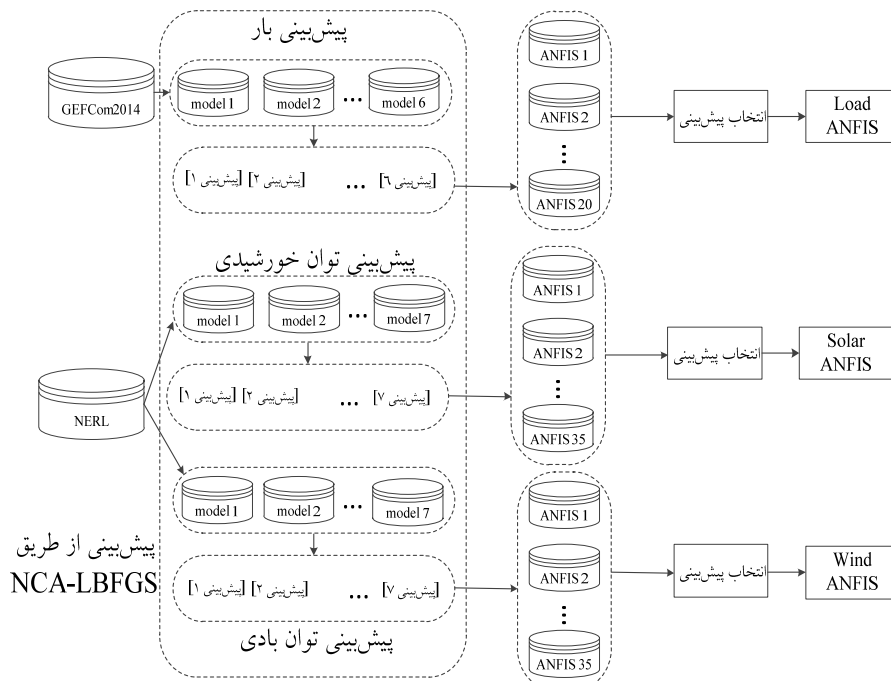 پیش‌بینی بار
GEFCom2014
model 1
model 2
...
model 6
[پیش‌بینی ۱]
[پیش‌بینی ۲]
...
[پیش‌بینی ۶]
ANFIS 1
ANFIS 2
...
ANFIS 20
انتخاب پیش‌بینی
Load
ANFIS
پیش‌بینی توان خورشیدی
NERL
model 1
model 2
...
model 7
[پیش‌بینی ۱]
[پیش‌بینی ۲]
...
[پیش‌بینی ۷]
ANFIS 1
ANFIS 2
...
ANFIS 35
انتخاب پیش‌بینی
Solar
ANFIS
model 1
model 2
...
model 7
[پیش‌بینی ۱]
[پیش‌بینی ۲]
...
[پیش‌بینی ۷]
پیش‌بینی توان بادی
ANFIS 1
ANFIS 2
...
ANFIS 35
انتخاب پیش‌بینی
Wind
ANFIS
پیش‌بینی از طریق
NCA-LBFGS